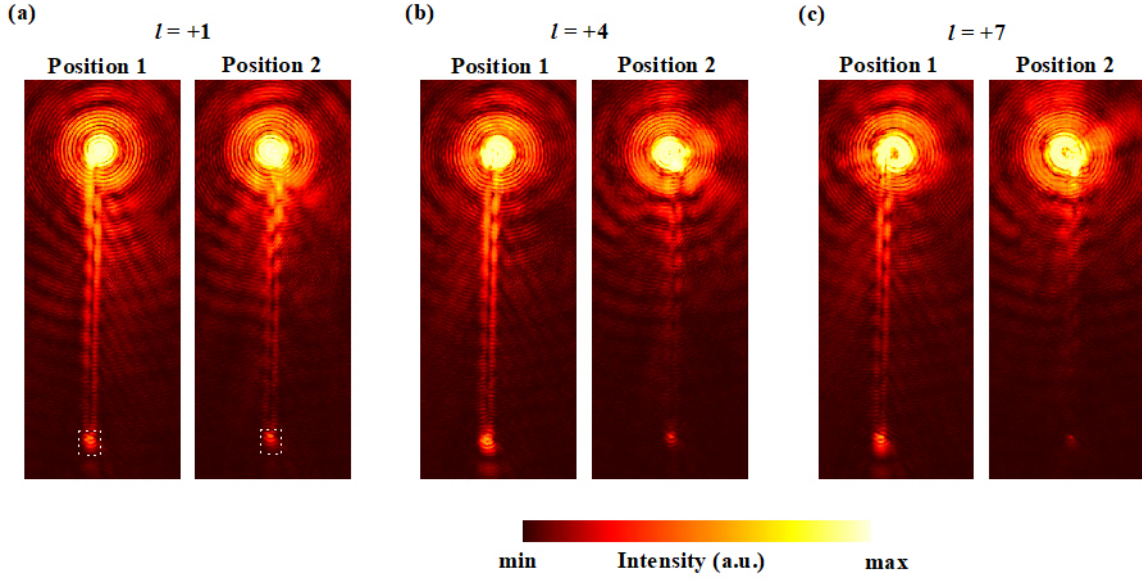 (a)
l = +1
Position 1
Position 2
(b)
l = +4
Position 1
Position 2
(c)
l = +7
Position 1
Position 2
min
Intensity (a.u.)
max